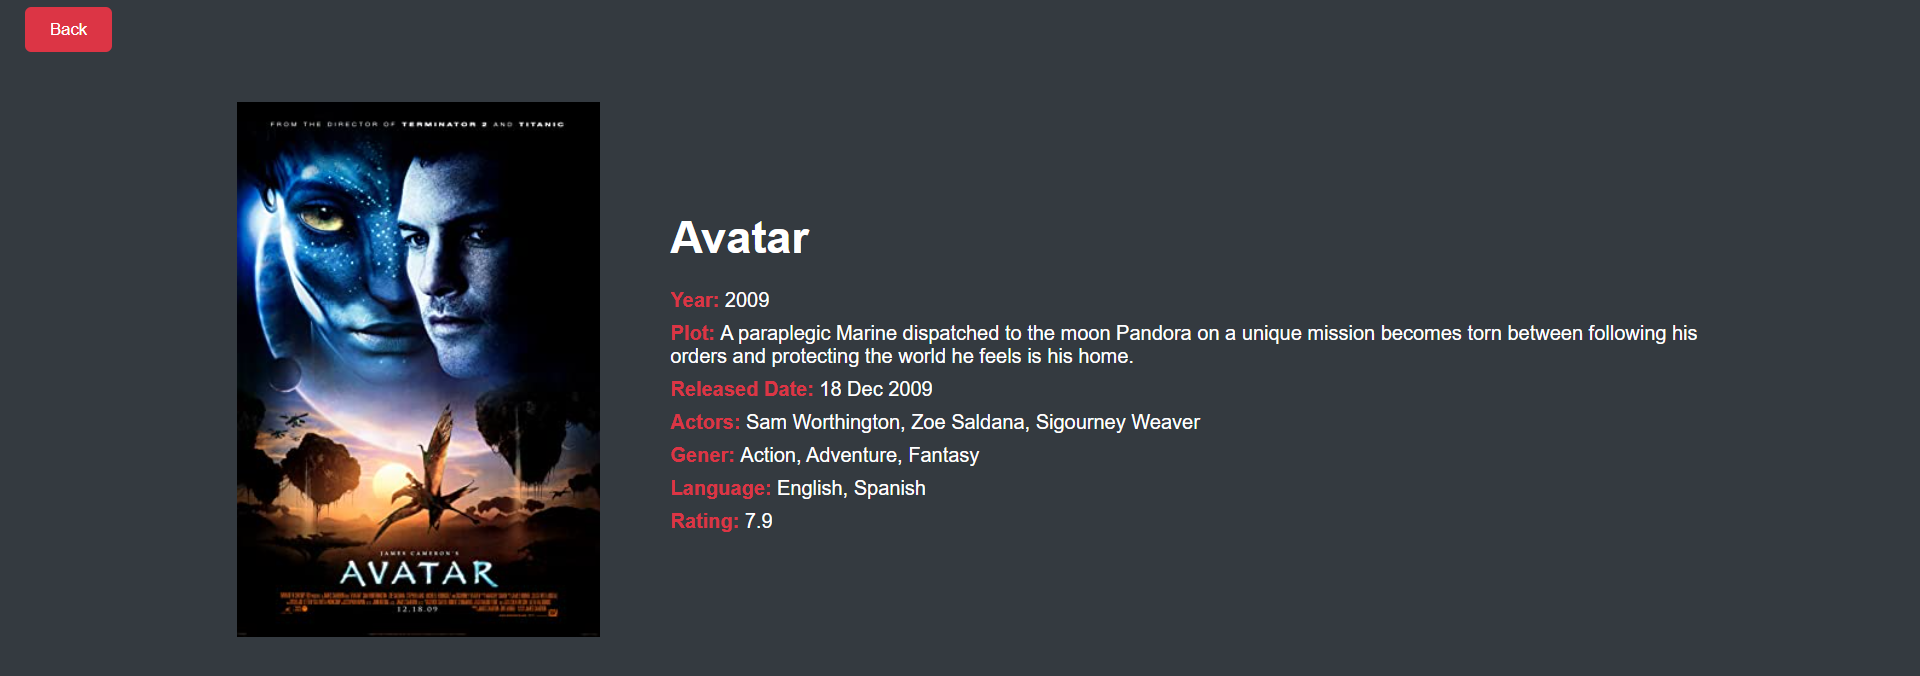 Back
FROM THE DIRECTOR OF TERMINATOR 2 AND TITANIC
JAMES CAMERON'S
AVATAR
12.18.09
Avatar
Year: 2009
Plot: A paraplegic Marine dispatched to the moon Pandora on a unique mission becomes torn between following his
orders and protecting the world he feels is his home.
Released Date: 18 Dec 2009
Actors: Sam Worthington, Zoe Saldana, Sigourney Weaver
Gener: Action, Adventure, Fantasy
Language: English, Spanish
Rating: 7.9